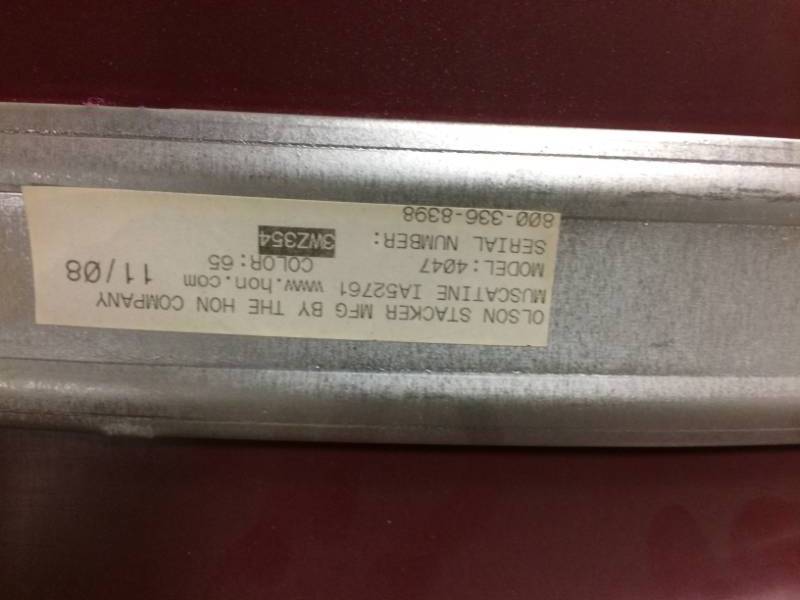 OLSON STACKER MFG BY THE HON COMPANY
MUSCATINE IA52761 www.hon.com
MODEL:4047 COLOR:65 11/08
SERIAL NUMBER: 3WZ354
800-336-8398